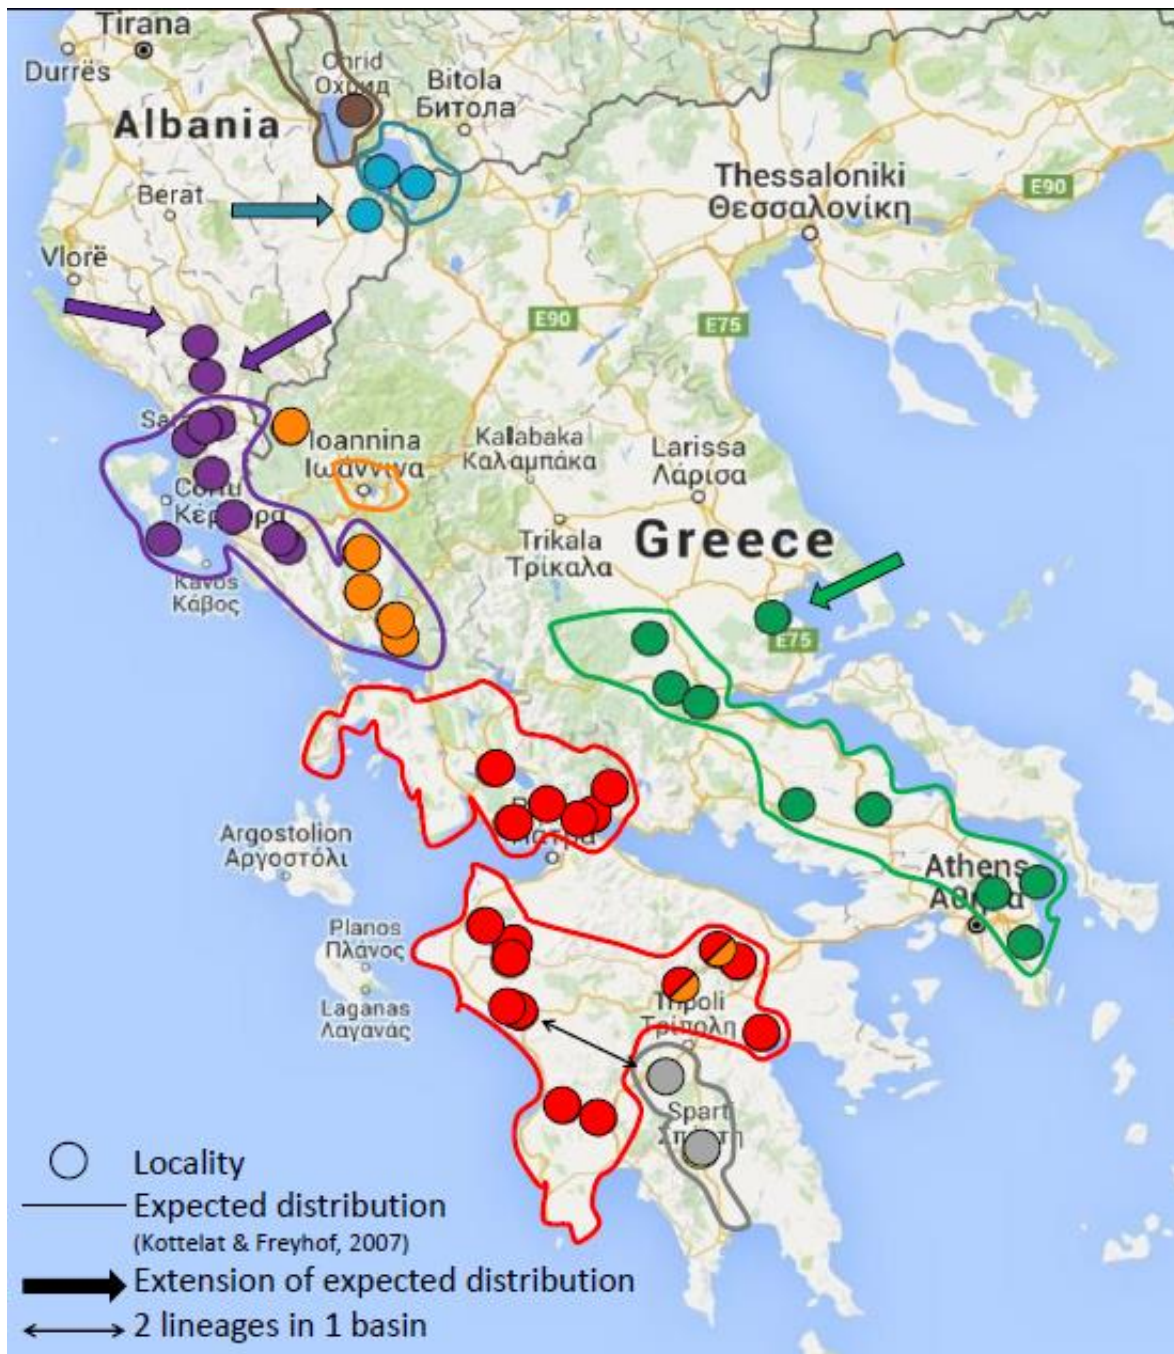 Tirana
Durrës
Ohrid
Охрид
Bitola
Битола
Albania
E90
Thessaloniki
Θεσσαλονίκη
Berat
Vlorë
E90
E75
Ioannina
Ιωάννινα
Kalabaka
Καλαμπάκα
Larissa
Λάρισα
Greece
Trikala
Τρίκαλα
Kavos
Κάβος
E75
Argostolion
Αργοστόλι
Athens
Planos
Πλάνος
Laganas
Λαγανάς
Tripoli
Τρίπολη
Sparti
Locality
Expected distribution
(Kottelat & Freyhof, 2007)
Extension of expected distribution
2 lineages in 1 basin